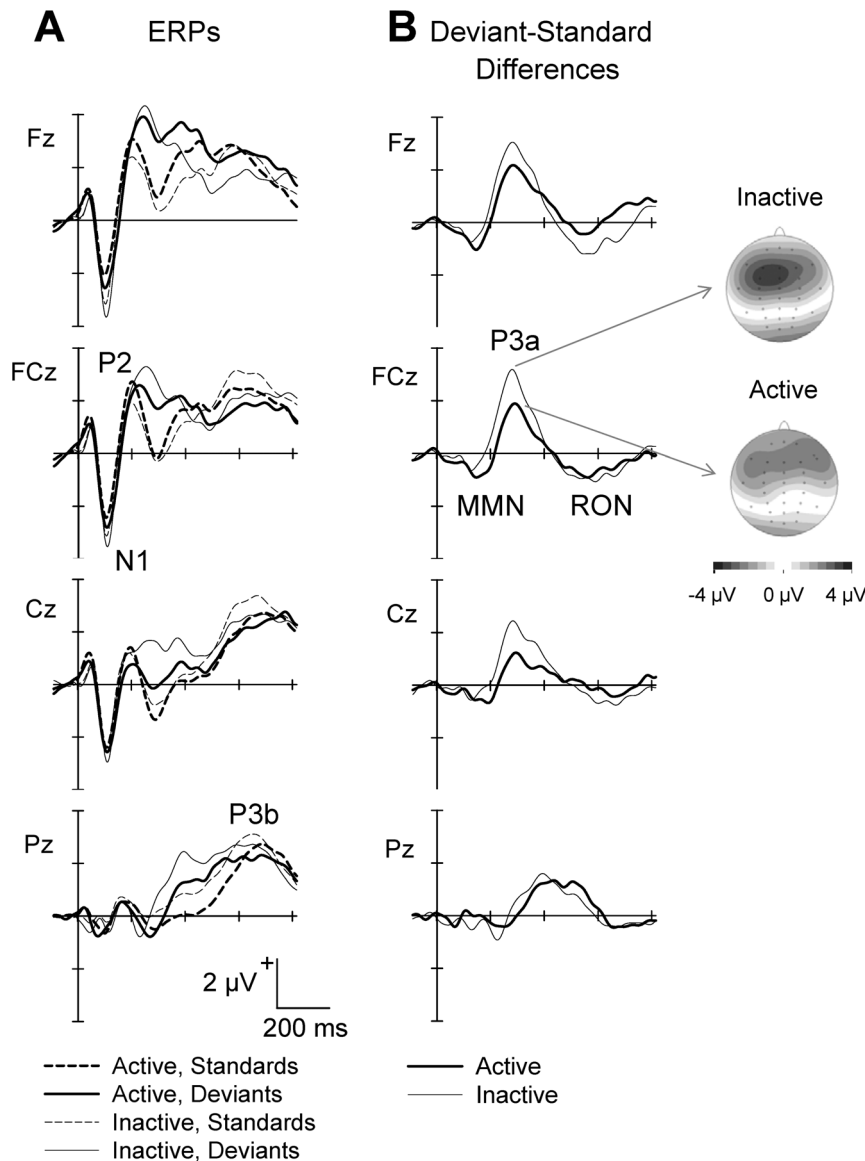 A ERPs
B Deviant-Standard
Differences
Fz
Fz
Inactive
P2
FCz
FCz
P3a
Active
MMN
RON
N1
-4 µV 0 µV 4 µV
Cz
Cz
P3b
Pz
Pz
2 µV +
200 ms
Active, Standards
Active, Deviants
Inactive, Standards
Inactive, Deviants
Active
Inactive